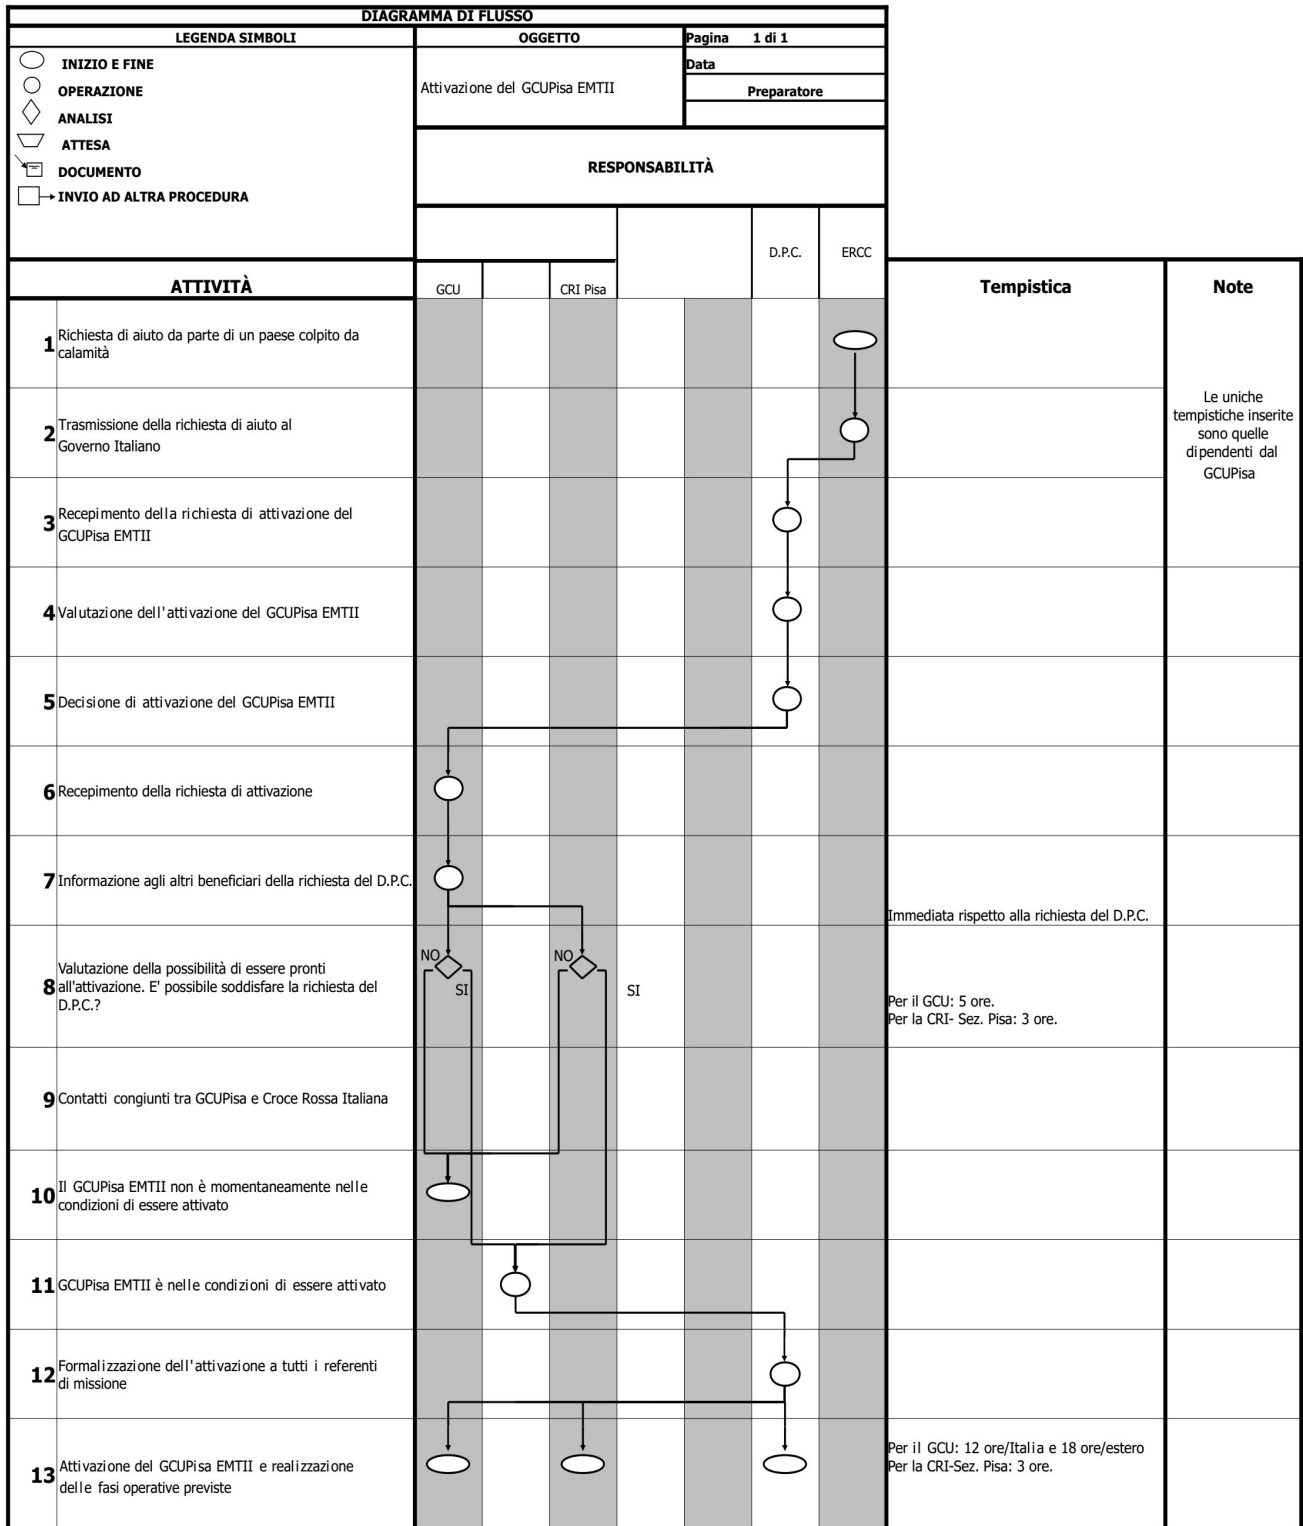 DIAGRAMMA DI FLUSSO
LEGENDA SIMBOLI
OGGETTO
Pagina 1 di 1
INIZIO E FINE
OPERAZIONE
ANALISI
ATTESA
DOCUMENTO
INVIO AD ALTRA PROCEDURA
Attivazione del GCUPisa EMTII
Data
Preparatore
RESPONSABILITÀ
D.P.C.
ERCC
ATTIVITÀ
GCU
CRI Pisa
Tempistica
Note
1 Richiesta di aiuto da parte di un paese colpito da
calamità
Le uniche
tempistiche inserite
sono quelle
dipendenti dal
GCUPisa
2 Trasmissione della richiesta di aiuto al
Governo Italiano
3 Recepimento della richiesta di attivazione del
GCUPisa EMTII
4 Valutazione dell'attivazione del GCUPisa EMTII
5 Decisione di attivazione del GCUPisa EMTII
6 Recepimento della richiesta di attivazione
7 Informazione agli altri beneficiari della richiesta del D.P.C.
Immediata rispetto alla richiesta del D.P.C.
8 Valutazione della possibilità di essere pronti
all'attivazione. E' possibile soddisfare la richiesta del
D.P.C.?
NO
SI
NO
SI
Per il GCU: 5 ore.
Per la CRI- Sez. Pisa: 3 ore.
9 Contatti congiunti tra GCUPisa e Croce Rossa Italiana
10 Il GCUPisa EMTII non è momentaneamente nelle
condizioni di essere attivato
11 GCUPisa EMTII è nelle condizioni di essere attivato
12 Formalizzazione dell'attivazione a tutti i referenti
di missione
13 Attivazione del GCUPisa EMTII e realizzazione
delle fasi operative previste
Per il GCU: 12 ore/Italia e 18 ore/estero
Per la CRI-Sez. Pisa: 3 ore.